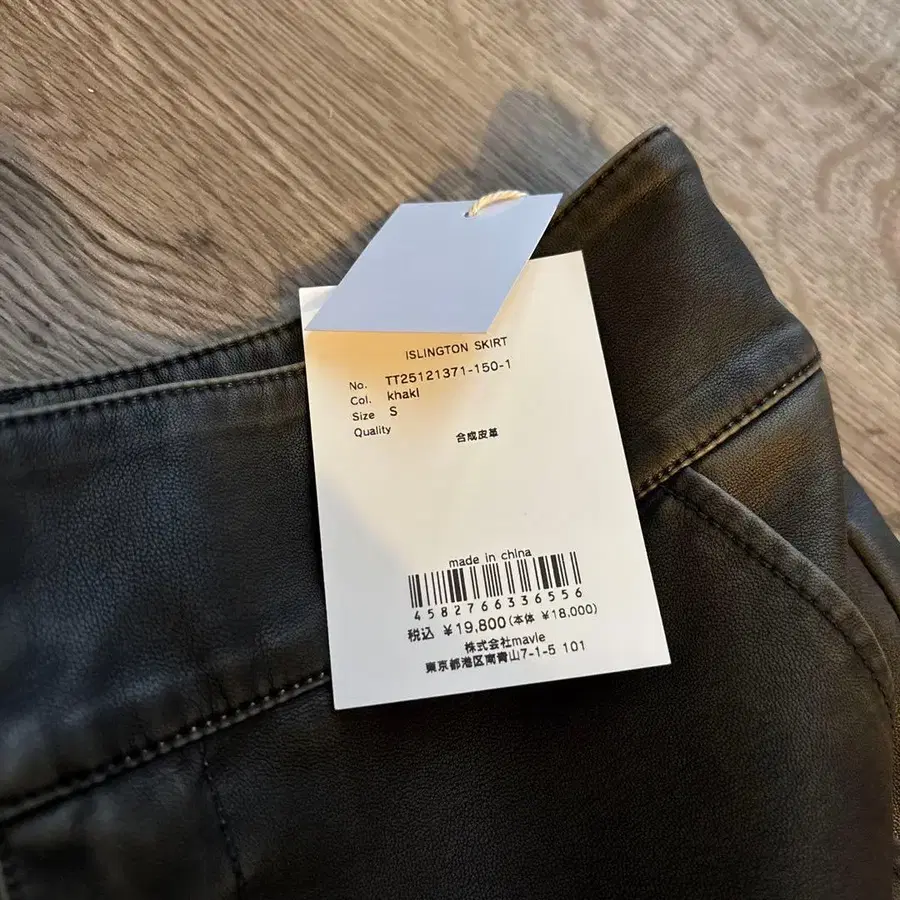 ISLINGTON SKIRT
No. TT25121371-150-1
Col. khaki
Size S
Quality
合成皮革
made in china
4582766336556
税込 ¥19,800(本体 ¥18,000)
株式会社mavie
東京都港区南青山7-1-5 101